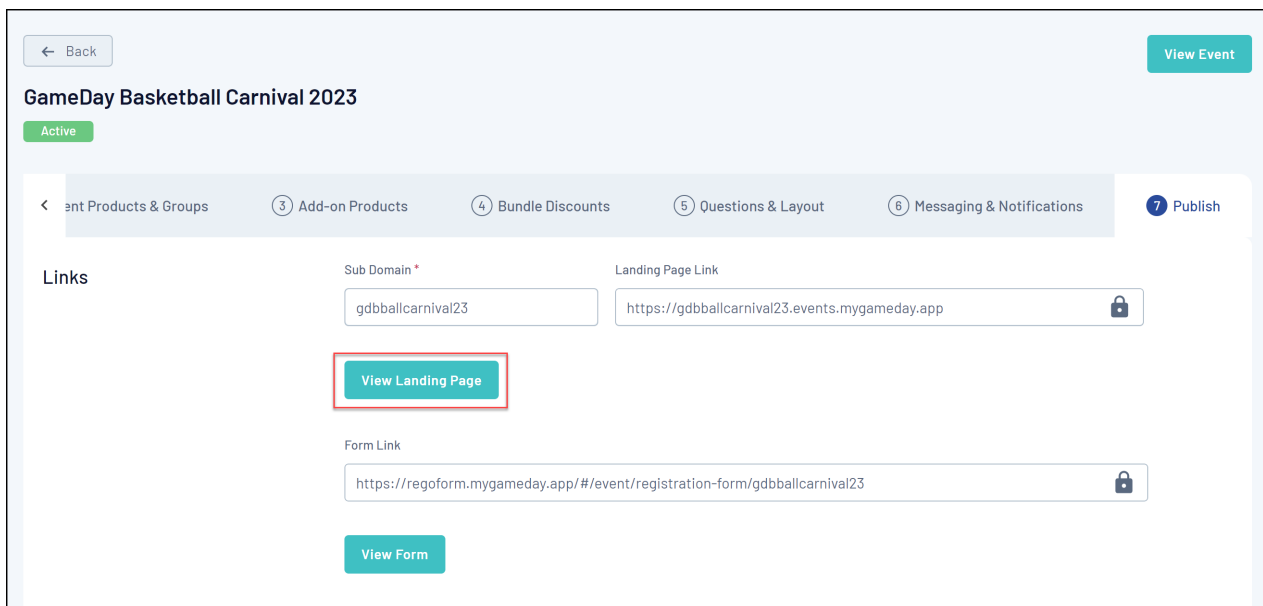 ← Back
View Event
GameDay Basketball Carnival 2023
Active
ent Products & Groups
3 Add-on Products
4 Bundle Discounts
5 Questions & Layout
6 Messaging & Notifications
7 Publish
Links
Sub Domain *
Landing Page Link
gdbballcarnival23
https://gdbballcarnival23.events.mygameday.app
View Landing Page
Form Link
https://regoform.mygameday.app/#/event/registration-form/gdbballcarnival23
View Form